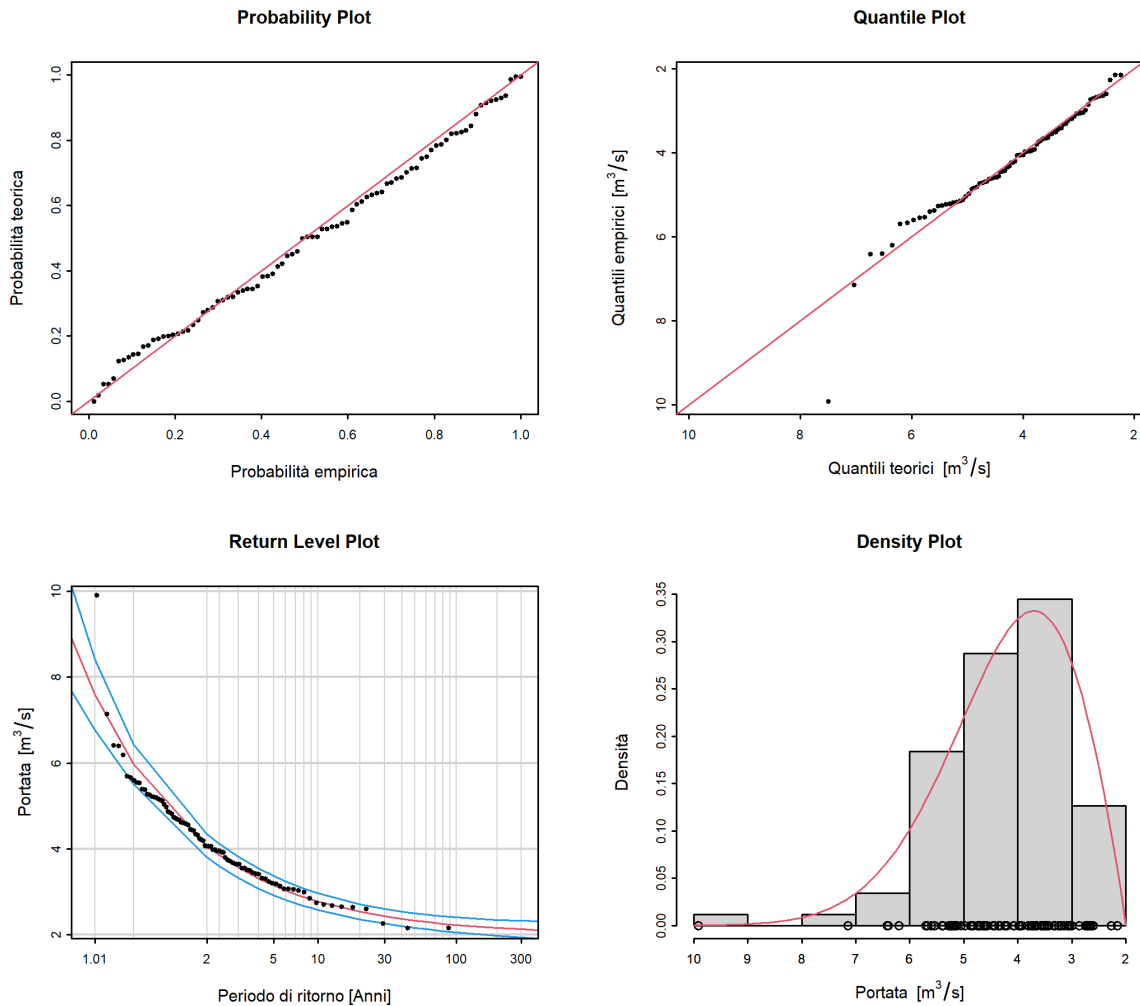 Probability Plot
1.0
0.8
0.6
0.4
0.2
0.0
Probabilità teorica
0.0 0.2 0.4 0.6 0.8 1.0
Probabilità empirica
Quantile Plot
2
4
6
8
10
Quantili empirici [m³/s]
10 8 6 4 2
Quantili teorici [m³/s]
Return Level Plot
10
8
6
4
2
Portata [m³/s]
1.01 2 5 10 30 100 300
Periodo di ritorno [Anni]
Density Plot
0.35
0.30
0.25
0.20
0.15
0.10
0.05
0.00
Densità
10 9 8 7 6 5 4 3 2
Portata [m³/s]